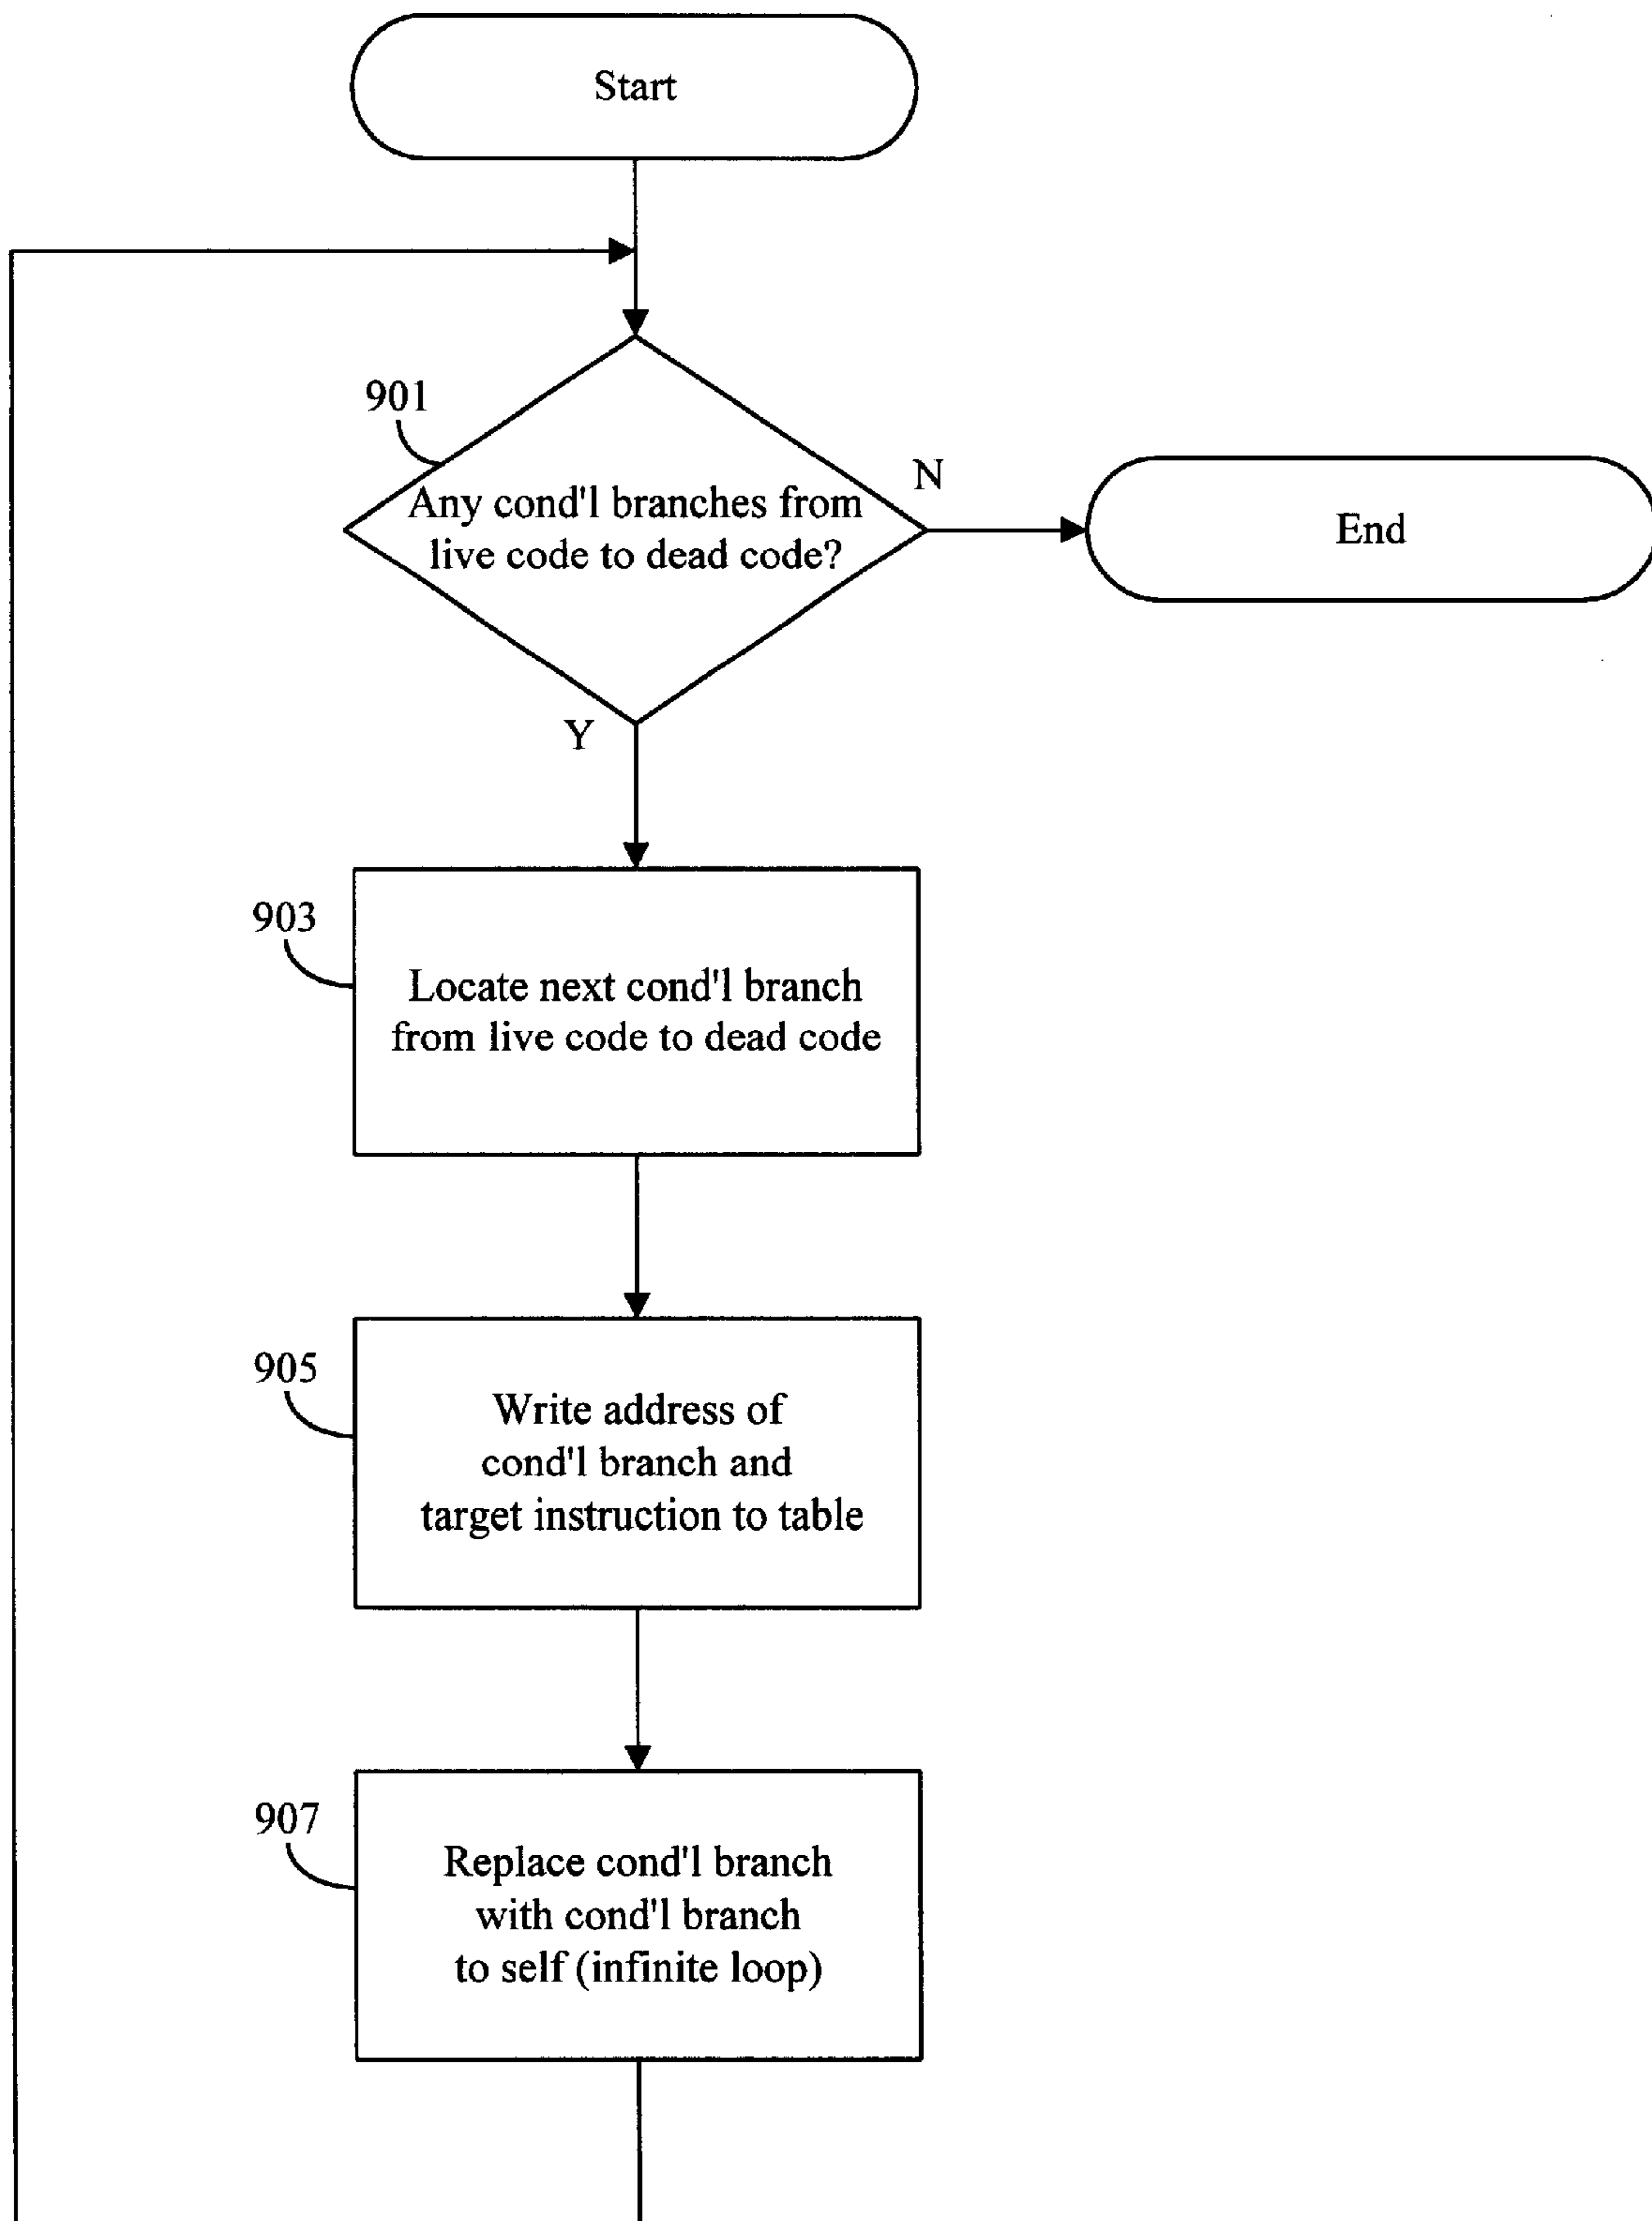 Start
901
Any cond'l branches from
live code to dead code?
N
End
Y
903
Locate next cond'l branch
from live code to dead code
905
Write address of
cond'l branch and
target instruction to table
907
Replace cond'l branch
with cond'l branch
to self (infinite loop)